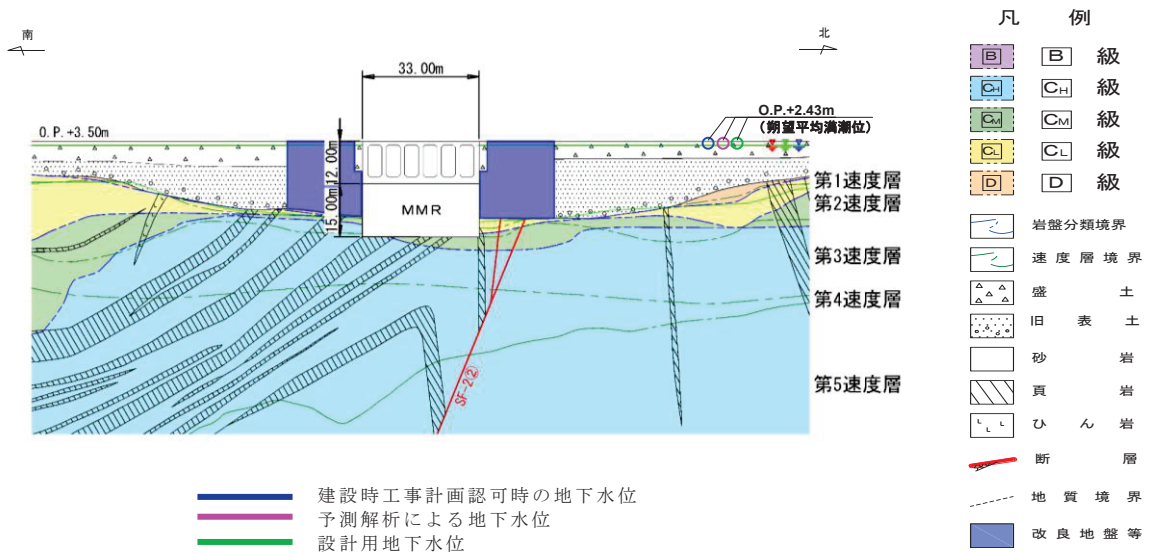 南
北
33.00m
O.P.+2.43m
(朔望平均満潮位)
O.P.+3.50m
12.00m
15.00m
MMR
第1速度層
第2速度層
第3速度層
第4速度層
第5速度層
SF-2(②)
建設時工事計画認可時の地下水位
予測解析による地下水位
設計用地下水位
凡 例
B B 級
CH CH 級
CM CM 級
CL CL 級
D D 級
岩盤分類境界
速度層境界
盛土
旧表土
砂岩
頁岩
ひん岩
断層
地質境界
改良地盤等